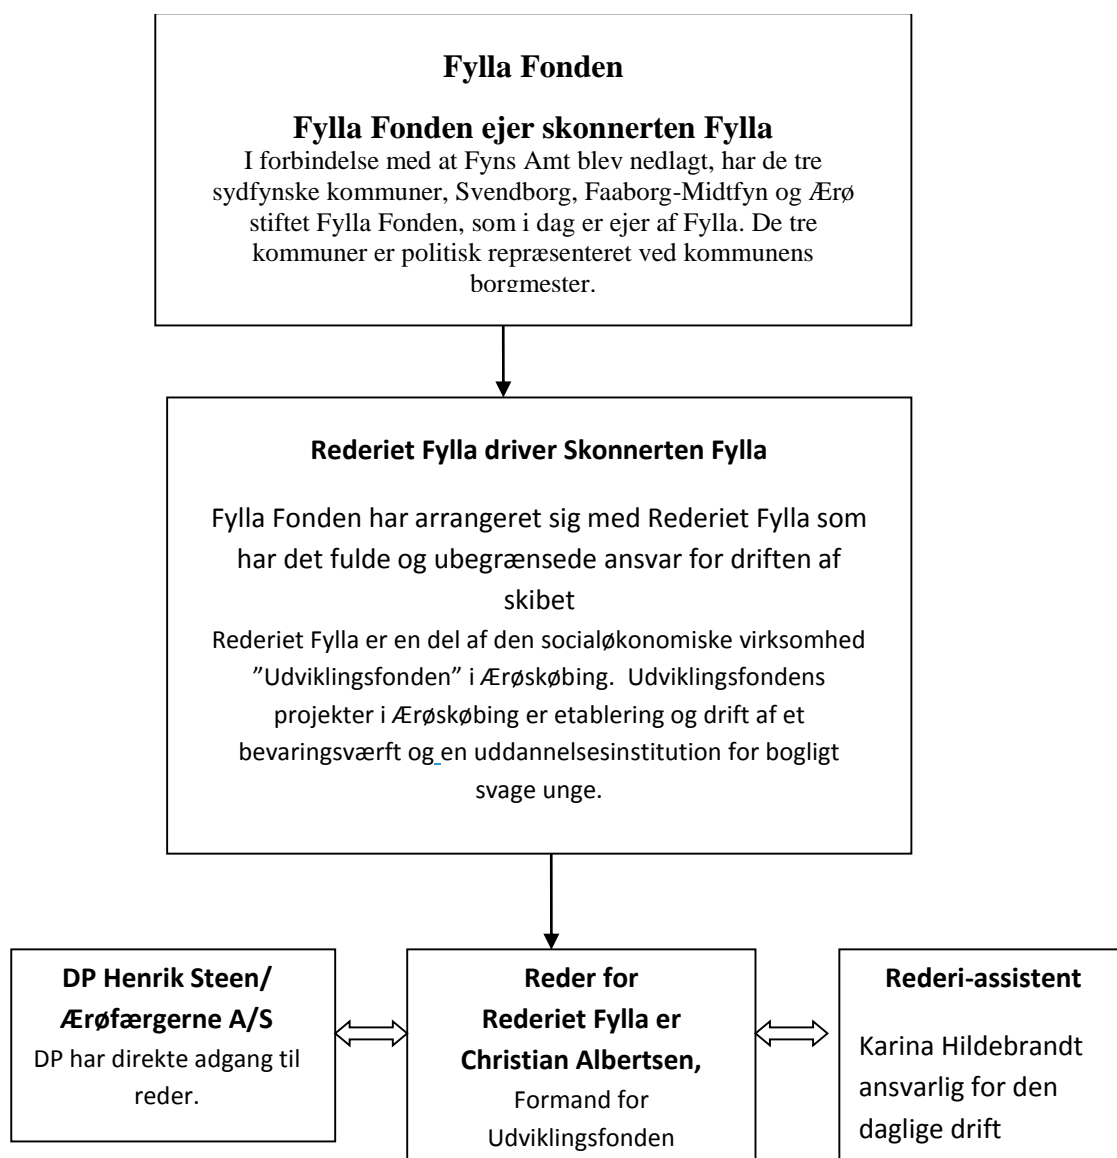 Fylla Fonden
Fylla Fonden ejer skonnerten Fylla
I forbindelse med at Fyns Amt blev nedlagt, har de tre
sydfynske kommuner, Svendborg, Faaborg-Midtfyn og Ærø
stiftet Fylla Fonden, som i dag er ejer af Fylla. De tre
kommuner er politisk repræsenteret ved kommunens
borgmester.
Rederiet Fylla driver Skonnerten Fylla
Fylla Fonden har arrangeret sig med Rederiet Fylla som
har det fulde og ubegrænsede ansvar for driften af
skibet
Rederiet Fylla er en del af den socialøkonomiske virksomhed
”Udviklingsfonden” i Ærøskøbing.  Udviklingsfondens
projekter i Ærøskøbing er etablering og drift af et
bevaringsværft og en uddannelsesinstitution for bogligt
svage unge.
DP Henrik Steen/
Ærøfærgerne A/S
DP har direkte adgang til
reder.
Reder for
Rederiet Fylla er
Christian Albertsen,
Formand for
Udviklingsfonden
Rederi-assistent
Karina Hildebrandt
ansvarlig for den
daglige drift